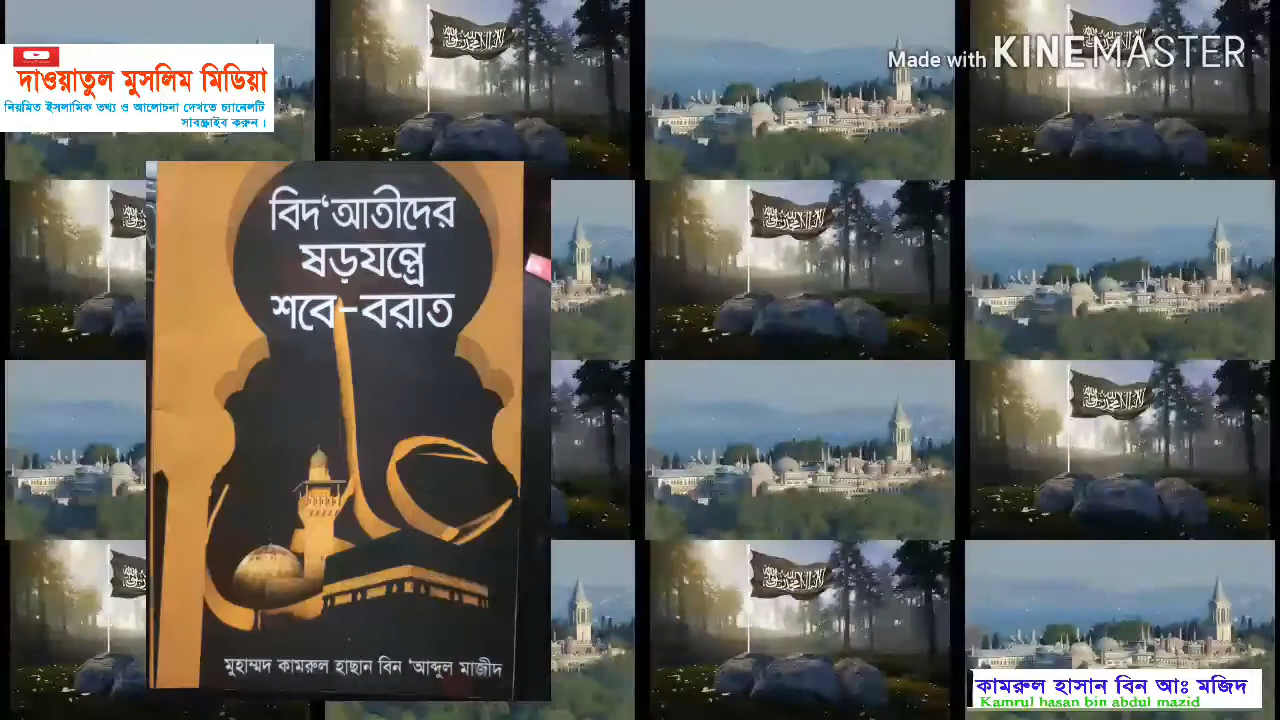 দাওয়াতুল মুসলিম মিডিয়া
নিয়মিত ইসলামিক তথ্য ও আলোচনা দেখতে চ্যানেলটি
সাবস্ক্রাইব করুন।
Made with KINEMASTER
বিদ‘আতীদের
ষড়যন্ত্রে
শবে-বরাত
মুহাম্মদ কামরুল হাছান বিন ‘আব্দুল মাজীদ
কামরুল হাসান বিন আঃ মজিদ
Kamrul hasan bin abdul mazid